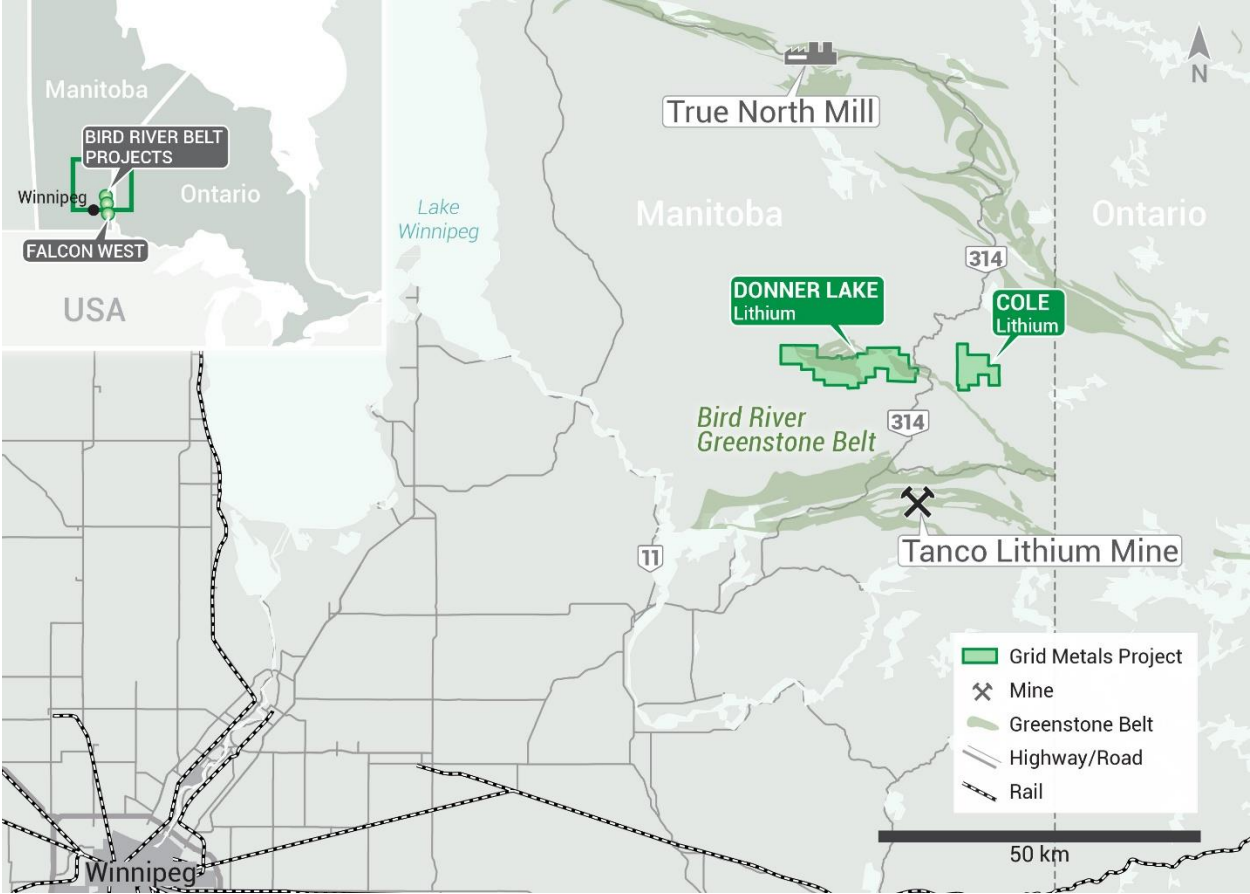 Manitoba
BIRD RIVER BELT
PROJECTS
Winnipeg
Ontario
FALCON WEST
USA
Lake
Winnipeg
True North Mill
N
Manitoba
Ontario
314
DONNER LAKE
Lithium
COLE
Lithium
Bird River
Greenstone Belt
314
11
Tanco Lithium Mine
Grid Metals Project
Mine
Greenstone Belt
Highway/Road
Rail
50 km
Winnipeg